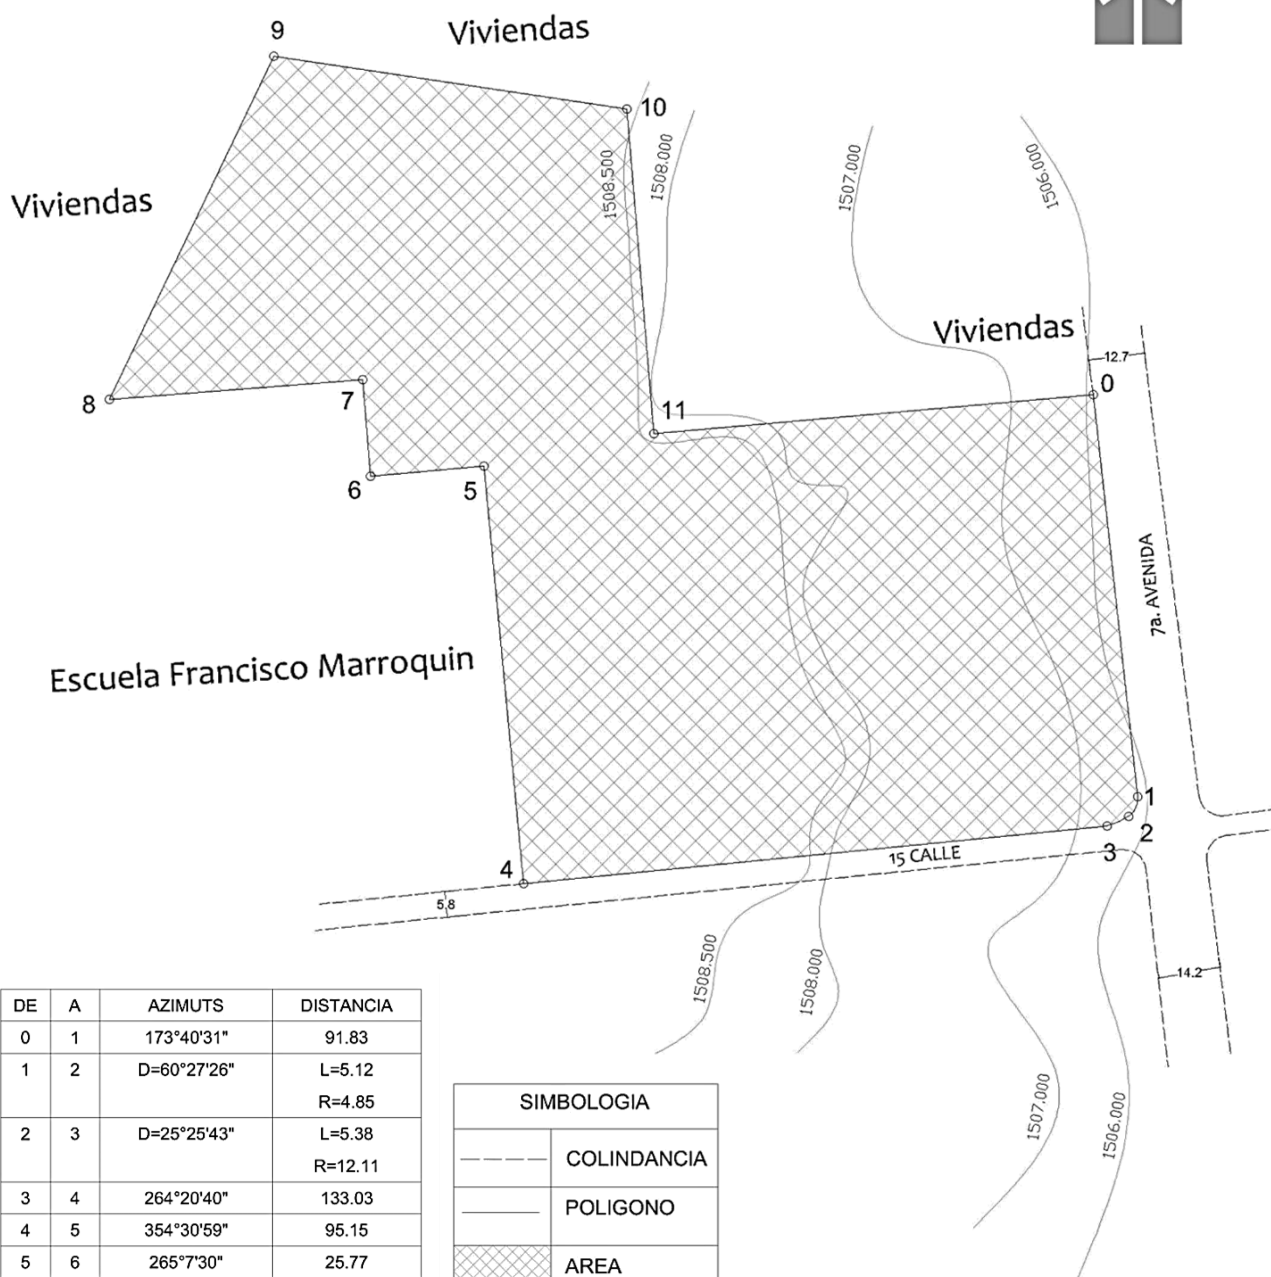 9
Viviendas
10
1508.500
1508.000
1507.000
1506.000
Viviendas
Viviendas
12.7
0
8
7
11
6
5
7a. AVENIDA
Escuela Francisco Marroquin
1
2
3
15 CALLE
4
5.8
1508.500
1508.000
14.2
1507.000
1506.000
DE A AZIMUTS DISTANCIA
0 1 173°40'31" 91.83
1 2 D=60°27'26" L=5.12
R=4.85
2 3 D=25°25'43" L=5.38
R=12.11
3 4 264°20'40" 133.03
4 5 354°30'59" 95.15
5 6 265°7'30" 25.77
SIMBOLOGIA
COLINDANCIA
POLIGONO
AREA